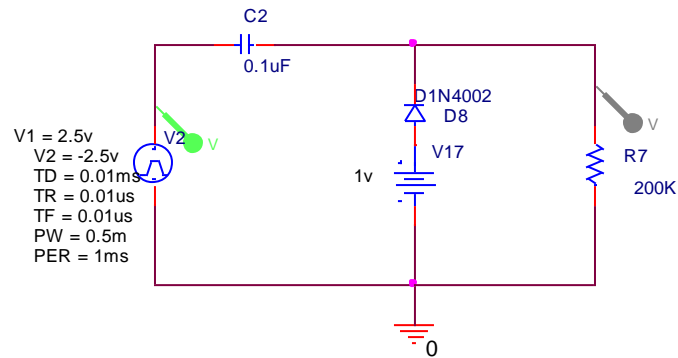 C2
0.1uF
D1N4002
D8
V
V2
V
V1 = 2.5v
V2 = -2.5v
TD = 0.01ms
TR = 0.01us
TF = 0.01us
PW = 0.5m
PER = 1ms
V17
1v
R7
200K
0